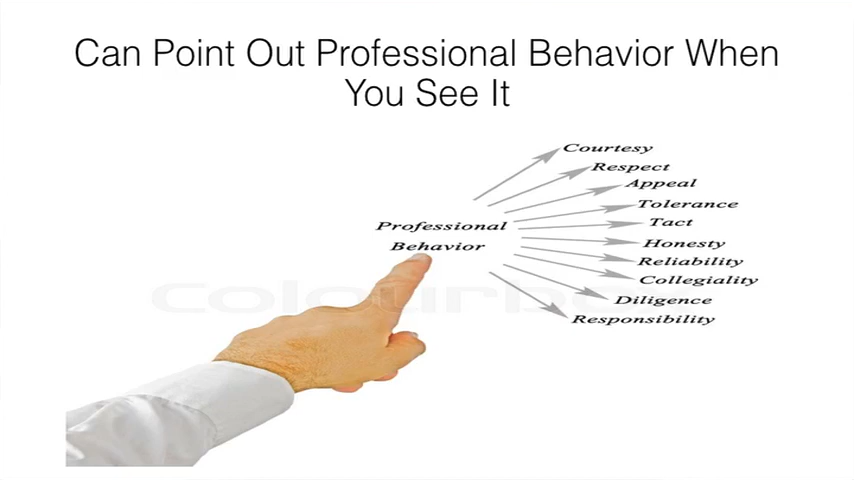 Can Point Out Professional Behavior When
You See It
Courtesy
Respect
Appeal
Tolerance
Professional
Tact
Behavior
Honesty
Reliability
Collegiality
Diligence
Responsibility